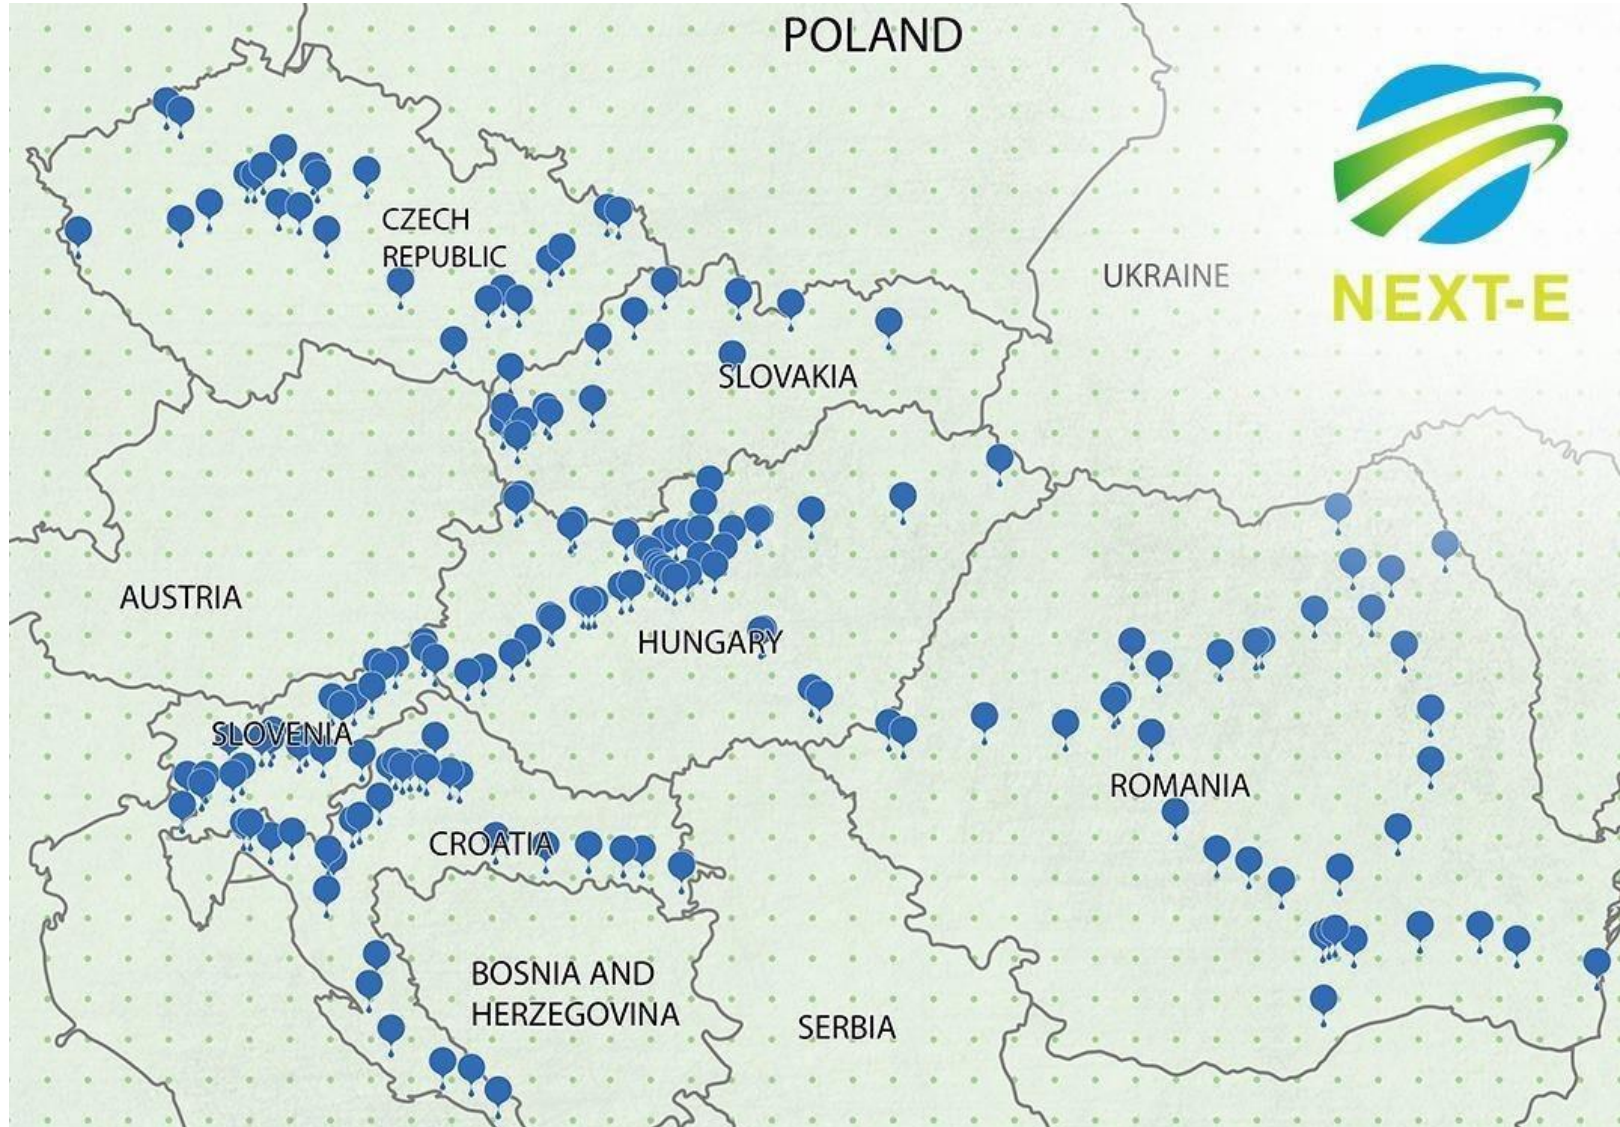 POLAND
CZECH
REPUBLIC
UKRAINE
NEXT-E
SLOVAKIA
AUSTRIA
HUNGARY
SLOVENIA
ROMANIA
CROATIA
BOSNIA AND
HERZEGOVINA
SERBIA